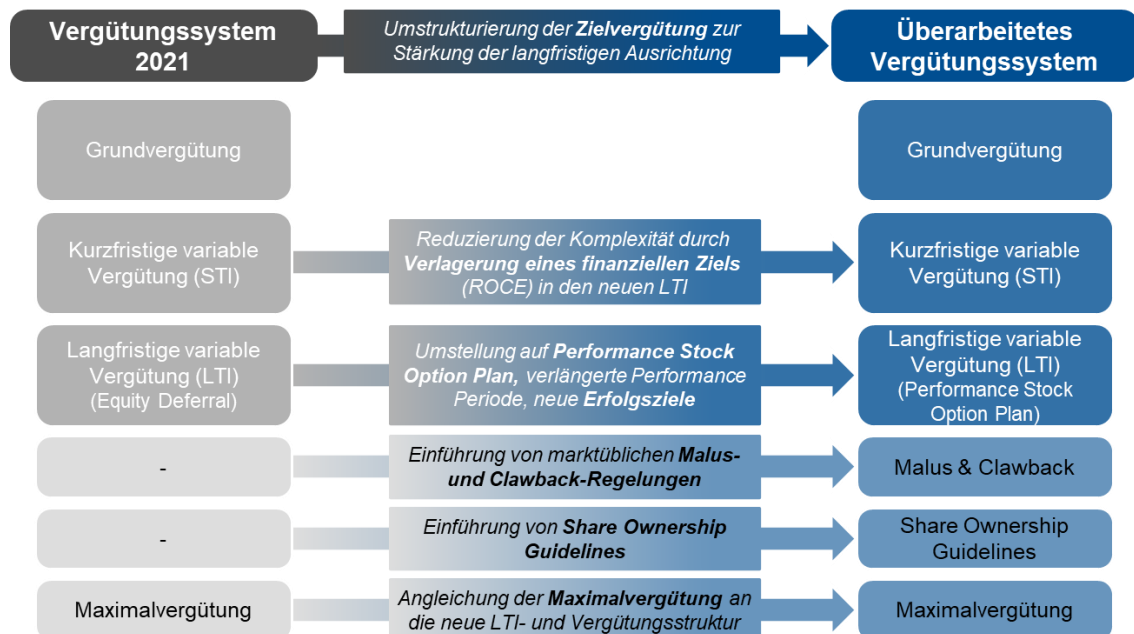 Vergütungssystem
2021
Umstrukturierung der Zielvergütung zur
Stärkung der langfristigen Ausrichtung
Überarbeitetes
Vergütungssystem
Grundvergütung
Grundvergütung
Kurzfristige variable
Vergütung (STI)
Reduzierung der Komplexität durch
Verlagerung eines finanziellen Ziels
(ROCE) in den neuen LTI
Kurzfristige variable
Vergütung (STI)
Langfristige variable
Vergütung (LTI)
(Equity Deferral)
Umstellung auf Performance Stock
Option Plan, verlängerte Performance
Periode, neue Erfolgsziele
Langfristige variable
Vergütung (LTI)
(Performance Stock
Option Plan)
-
Einführung von marktüblichen Malus-
und Clawback-Regelungen
Malus & Clawback
-
Einführung von Share Ownership
Guidelines
Share Ownership
Guidelines
Maximalvergütung
Angleichung der Maximalvergütung an
die neue LTI- und Vergütungsstruktur
Maximalvergütung